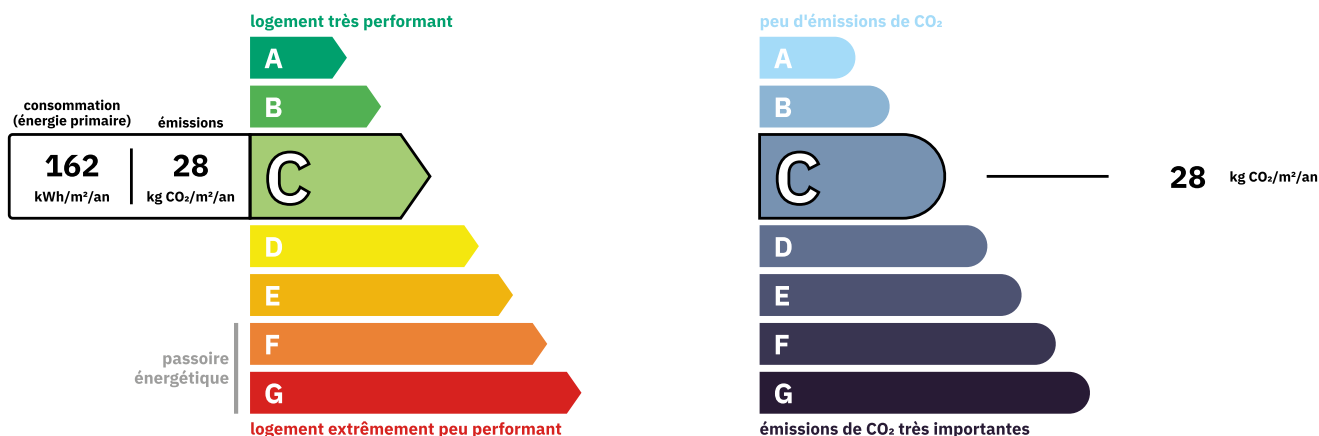 logement très performant
A
B
consommation
(énergie primaire)
émissions
162
kWh/m²/an
28
kg CO₂/m²/an
C
D
E
F
G
passoire
énergétique
logement extrêmement peu performant
peu d'émissions de CO₂
A
B
C
28
kg CO₂/m²/an
D
E
F
G
émissions de CO₂ très importantes